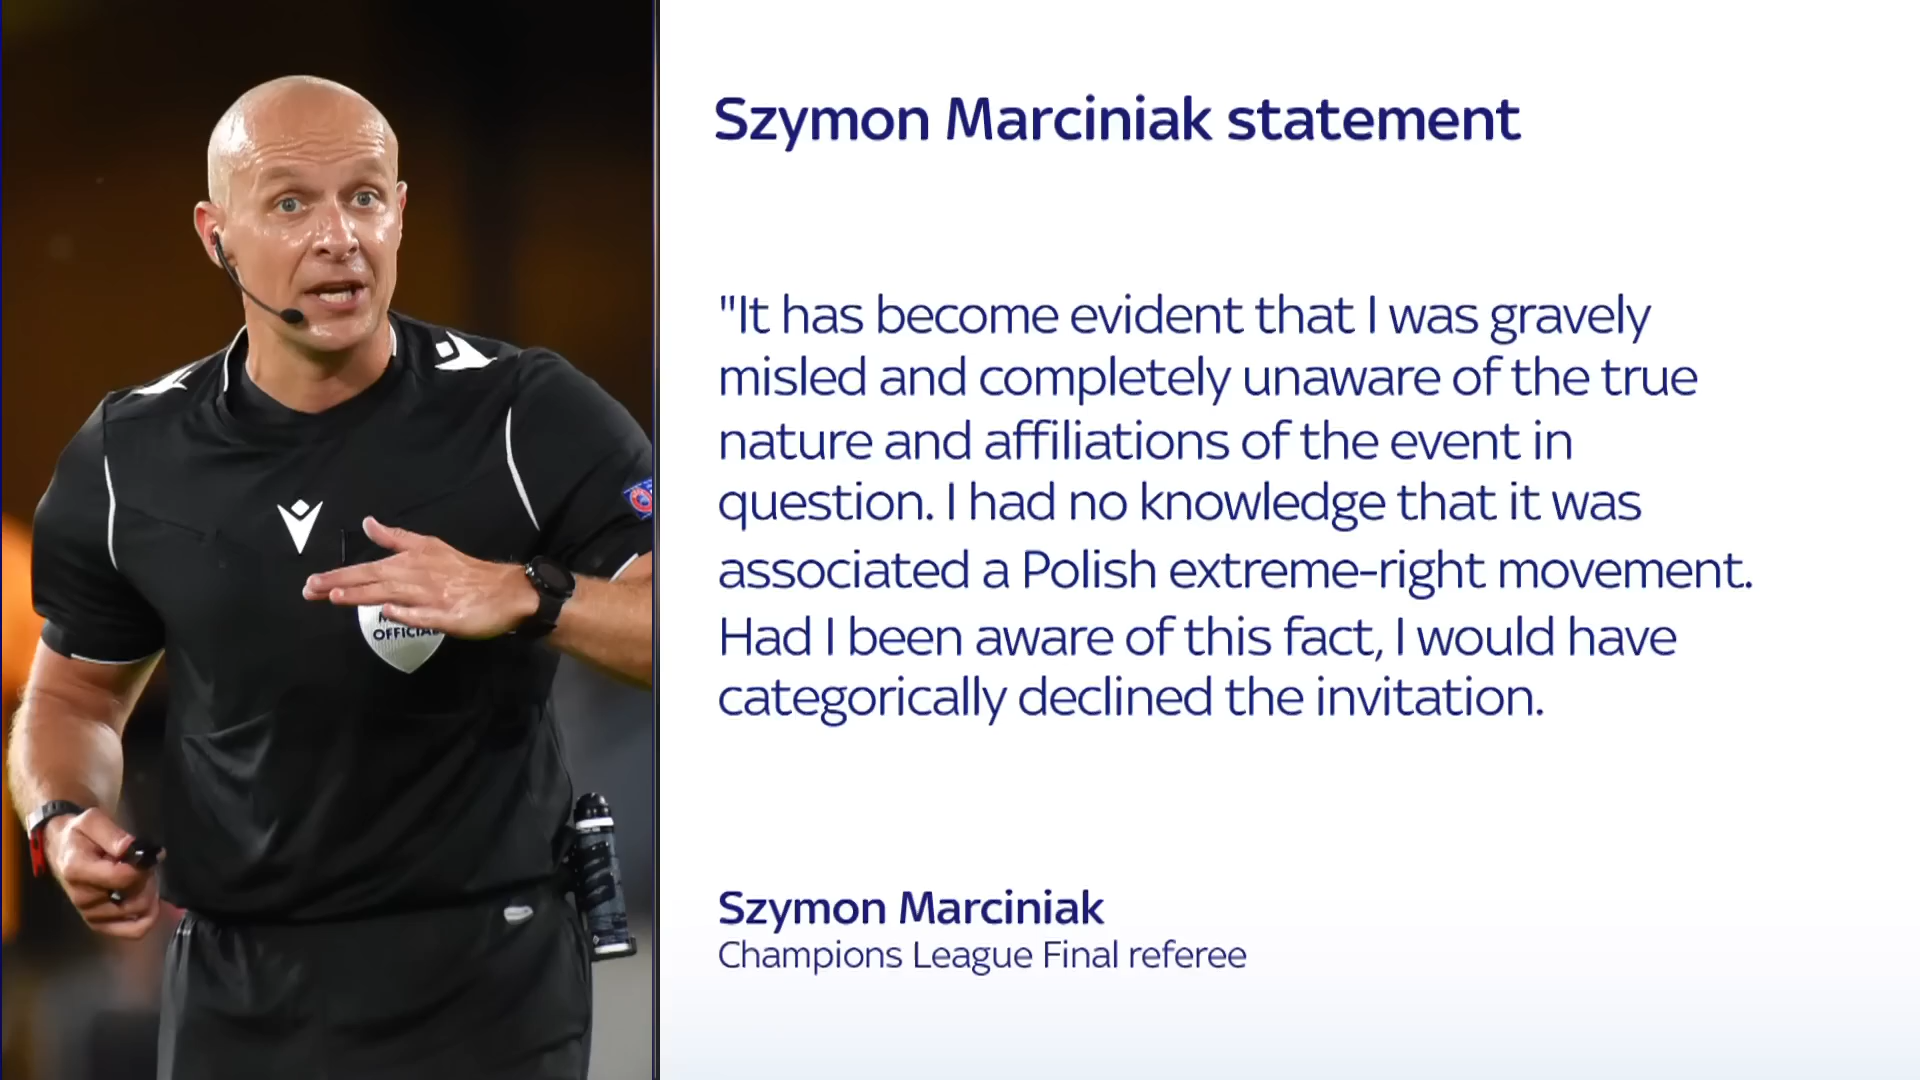 Szymon Marciniak statement
"It has become evident that I was gravely
misled and completely unaware of the true
nature and affiliations of the event in
question. I had no knowledge that it was
associated a Polish extreme-right movement.
Had I been aware of this fact, I would have
categorically declined the invitation.
Szymon Marciniak
Champions League Final referee
OFFICIAL